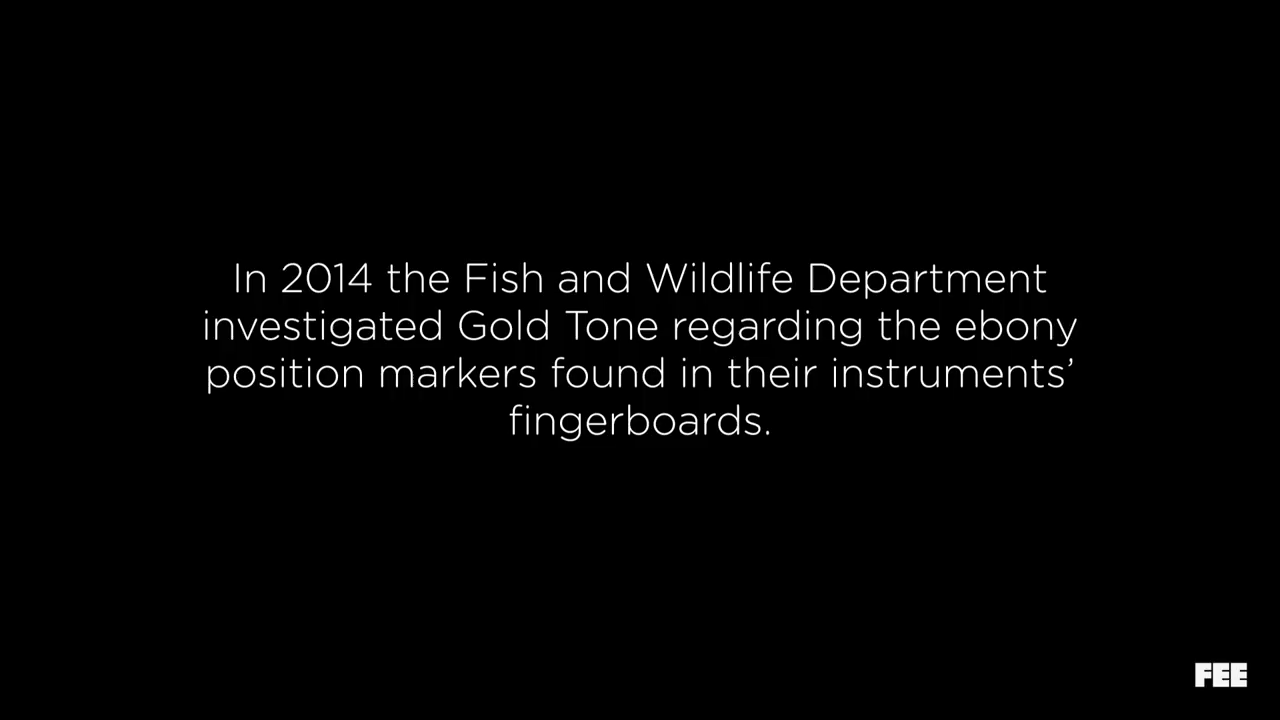 In 2014 the Fish and Wildlife Department
investigated Gold Tone regarding the ebony
position markers found in their instruments’
fingerboards.
FEE